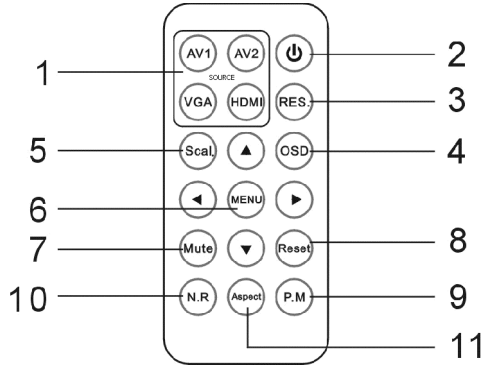 AV1 AV2
1 SOURCE 2
VGA HDMI RES. 3
5 Scal. OSD 4
6 MENU
7 Mute Reset 8
10 N.R Aspect P.M 9
11